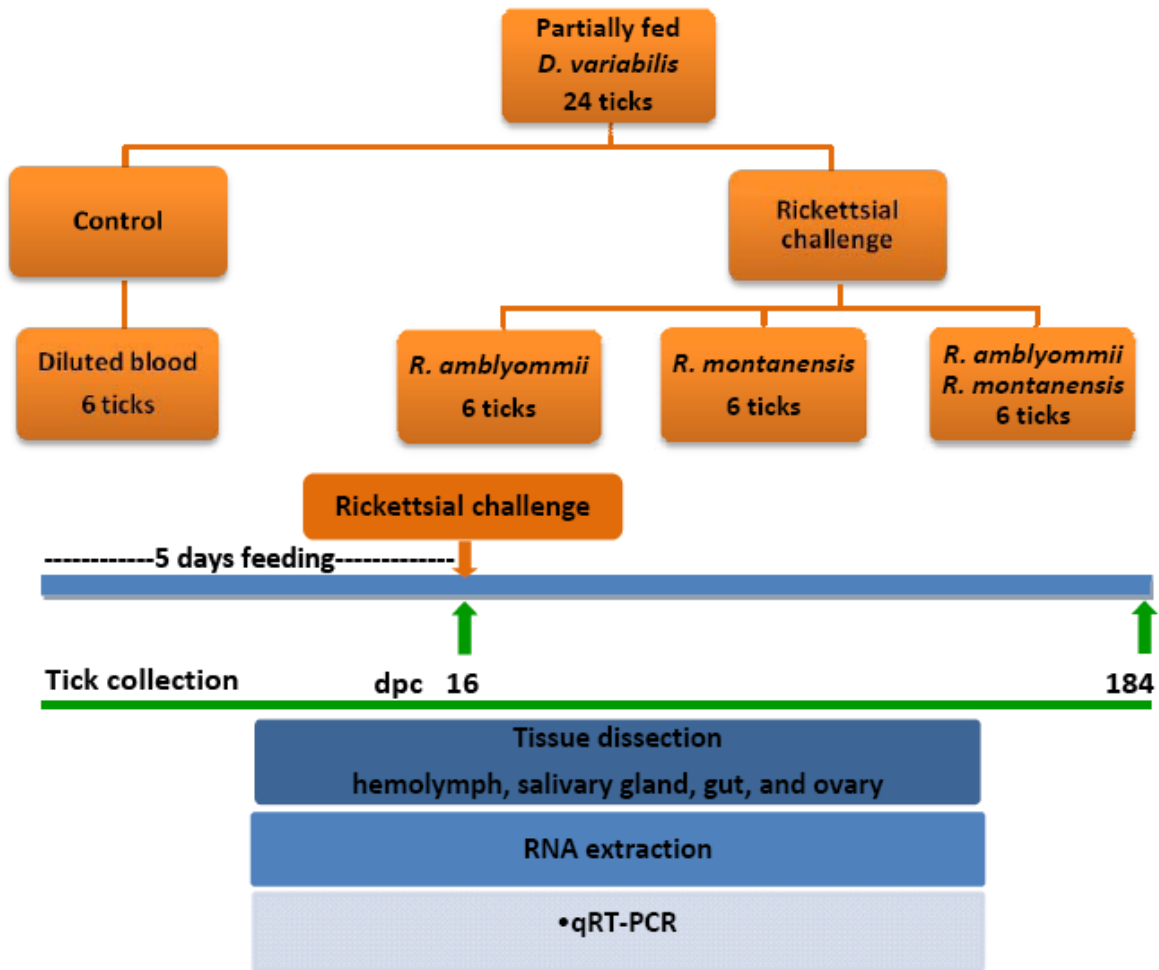 Partially fed
D. variabilis
24 ticks
Control
Rickettsial
challenge
Diluted blood
6 ticks
R. amblyommii
6 ticks
R. montanensis
6 ticks
R. amblyommii
R. montanensis
6 ticks
Rickettsial challenge
------------5 days feeding-------------
Tick collection dpc 16 184
Tissue dissection
hemolymph, salivary gland, gut, and ovary
RNA extraction
•qRT-PCR